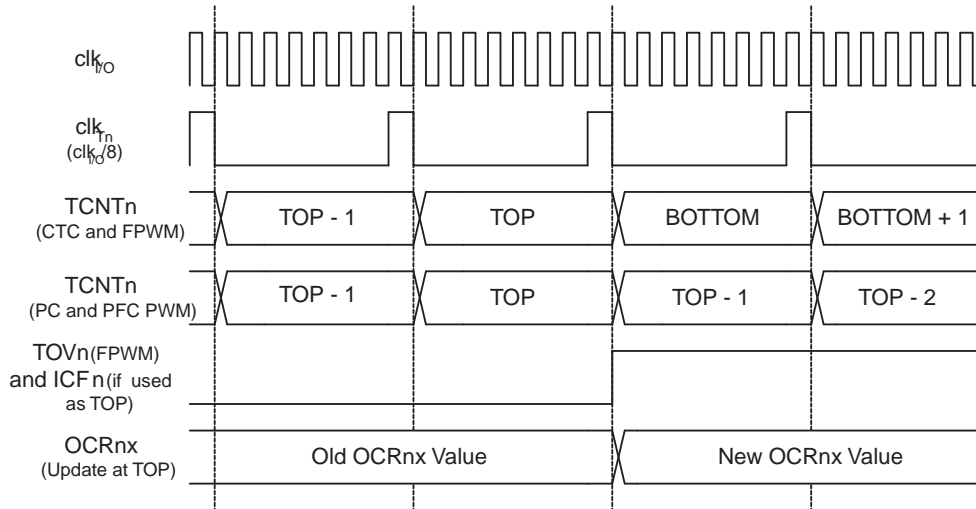 clkI/O
clkTn
(clkI/O/8)
TCNTn
(CTC and FPWM)
TOP - 1
TOP
BOTTOM
BOTTOM + 1
TCNTn
(PC and PFC PWM)
TOP - 1
TOP
TOP - 1
TOP - 2
TOVn(FPWM)
and ICFn(if used
as TOP)
OCRnx
(Update at TOP)
Old OCRnx Value
New OCRnx Value